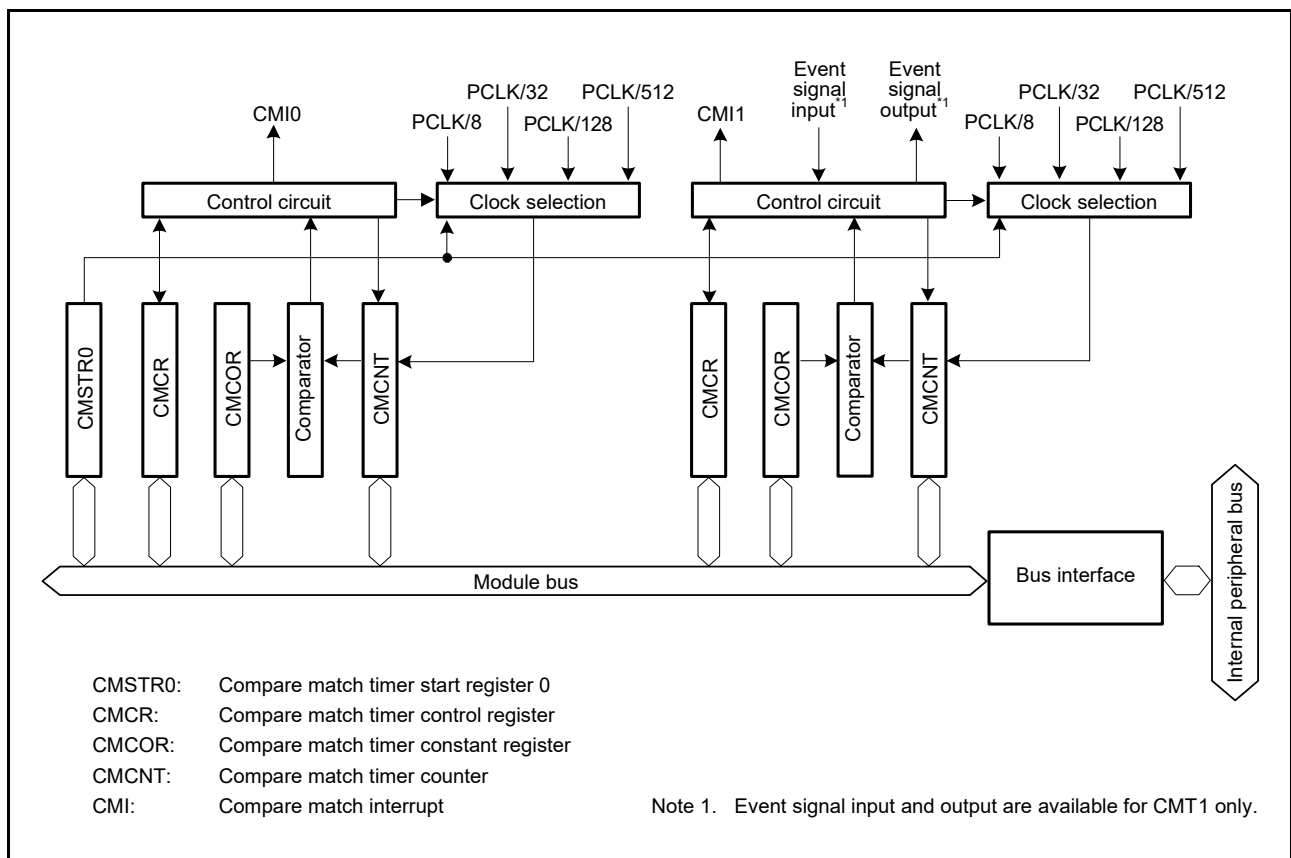 CMI0
PCLK/8
PCLK/32
PCLK/128
PCLK/512
CMI1
Event
signal
input*1
Event
signal
output*1
PCLK/8
PCLK/32
PCLK/128
PCLK/512
Control circuit
Clock selection
Control circuit
Clock selection
CMSTR0
CMCR
CMCOR
Comparator
CMCNT
CMCR
CMCOR
Comparator
CMCNT
Module bus
Bus interface
Internal peripheral bus
CMSTR0: Compare match timer start register 0
CMCR: Compare match timer control register
CMCOR: Compare match timer constant register
CMCNT: Compare match timer counter
CMI: Compare match interrupt
Note 1. Event signal input and output are available for CMT1 only.